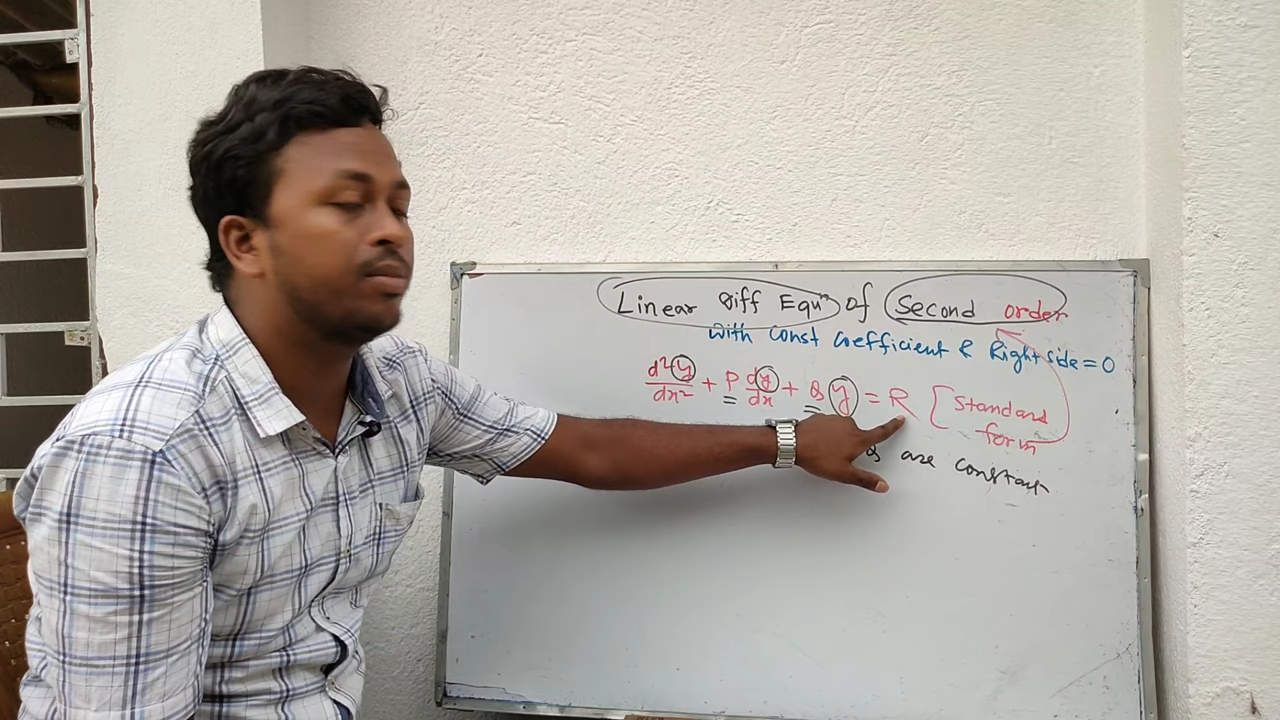 Linear Diff Equⁿ of Second order
with const coefficient & Right side = 0
d²y/dx² + P dy/dx + Q y = R [Standard form
Q are constant